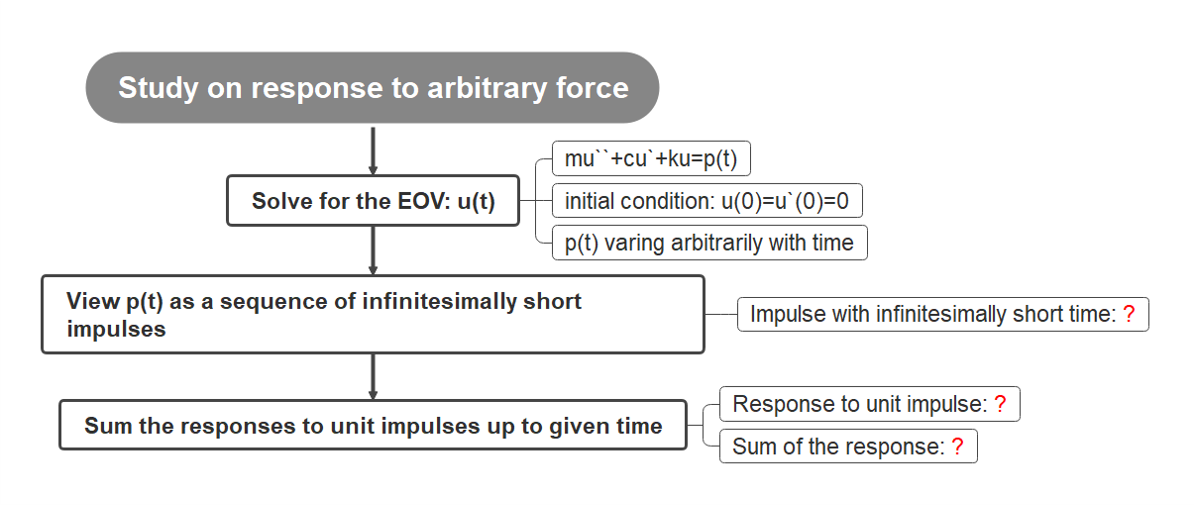 Study on response to arbitrary force
mu``+cu`+ku=p(t)
Solve for the EOV: u(t)
initial condition: u(0)=u`(0)=0
p(t) varing arbitrarily with time
View p(t) as a sequence of infinitesimally short
impulses
Impulse with infinitesimally short time: ?
Sum the responses to unit impulses up to given time
Response to unit impulse: ?
Sum of the response: ?